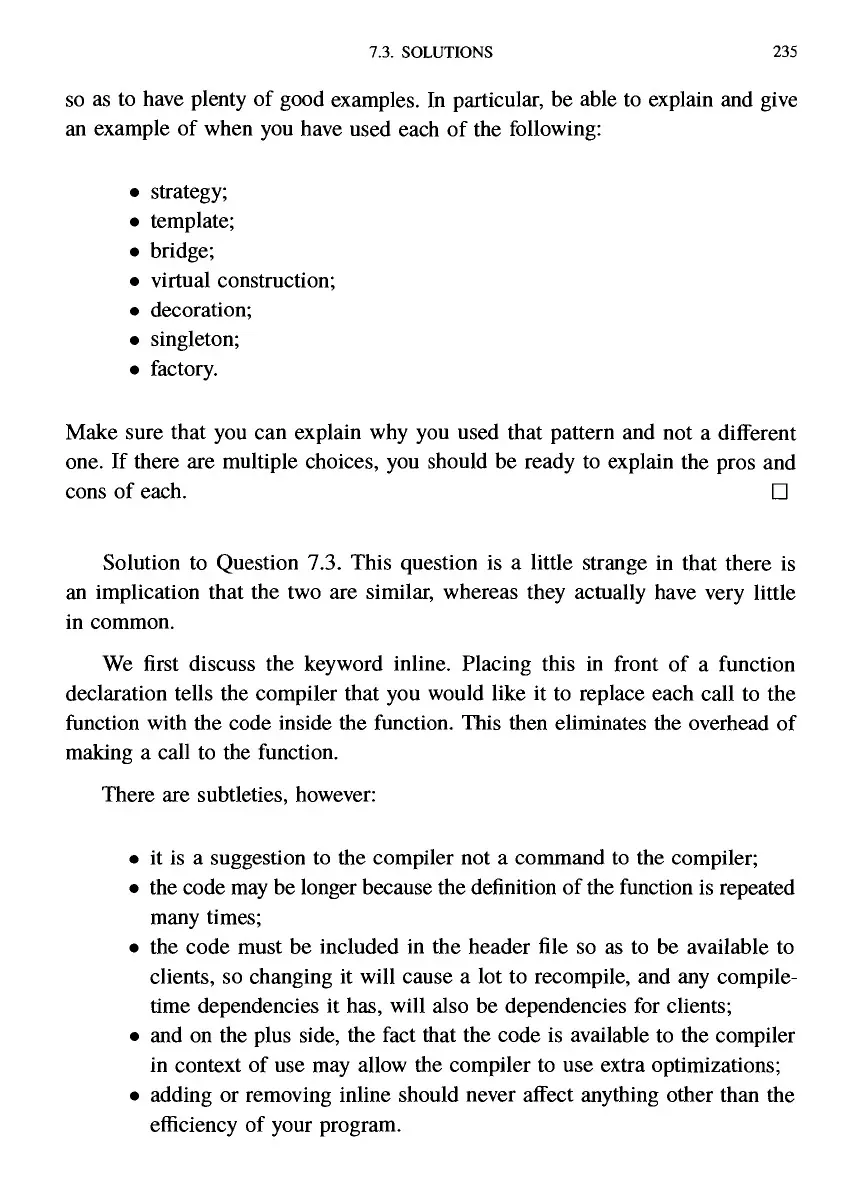 7.3. SOLUTIONS 235
so as to have plenty of good examples. In particular, be able to explain and give
an example of when you have used each of the following:
• strategy;
• template;
• bridge;
• virtual construction;
• decoration;
• singleton;
• factory.
Make sure that you can explain why you used that pattern and not a different
one. If there are multiple choices, you should be ready to explain the pros and
cons of each. □
Solution to Question 7.3. This question is a little strange in that there is
an implication that the two are similar, whereas they actually have very little
in common.
We first discuss the keyword inline. Placing this in front of a function
declaration tells the compiler that you would like it to replace each call to the
function with the code inside the function. This then eliminates the overhead of
making a call to the function.
There are subtleties, however:
• it is a suggestion to the compiler not a command to the compiler;
• the code may be longer because the definition of the function is repeated
many times;
• the code must be included in the header file so as to be available to
clients, so changing it will cause a lot to recompile, and any compile-
time dependencies it has, will also be dependencies for clients;
• and on the plus side, the fact that the code is available to the compiler
in context of use may allow the compiler to use extra optimizations;
• adding or removing inline should never affect anything other than the
efficiency of your program.